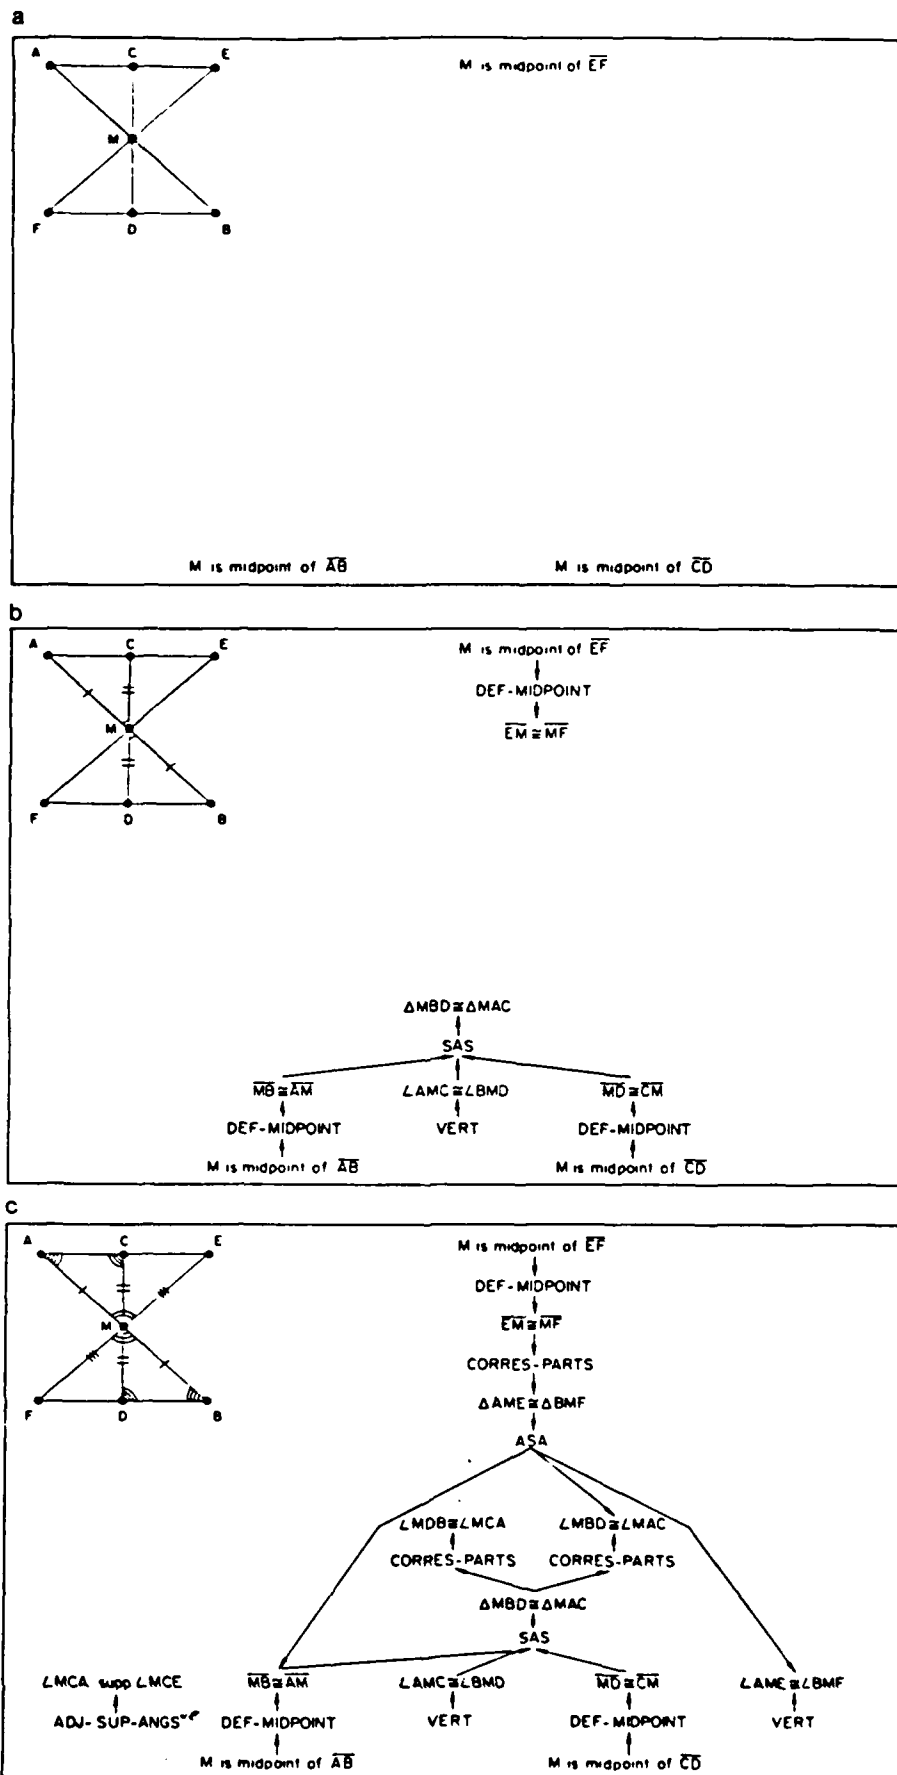 a
A C E
M is midpoint of EF
M
F D B
M is midpoint of AB M is midpoint of CD
b
A C E
M is midpoint of EF
DEF-MIDPOINT
EM ≅ MF
M
F D B
ΔMBD ≅ ΔMAC
SAS
MB ≅ AM ∠AMC ≅ ∠BMD MD ≅ CM
DEF-MIDPOINT VERT DEF-MIDPOINT
M is midpoint of AB M is midpoint of CD
c
A C E
M is midpoint of EF
DEF-MIDPOINT
M
EM ≅ MF
CORRES-PARTS
F D B
ΔAME ≅ ΔBMF
ASA
∠MDB ≅ ∠MCA ∠MBD ≅ ∠MAC
CORRES-PARTS CORRES-PARTS
ΔMBD ≅ ΔMAC
SAS
∠MCA supp ∠MCE MB ≅ AM ∠AMC ≅ ∠BMD MD ≅ CM ∠AME ≅ ∠BMF
ADJ-SUP-ANGS DEF-MIDPOINT VERT DEF-MIDPOINT VERT
M is midpoint of AB M is midpoint of CD